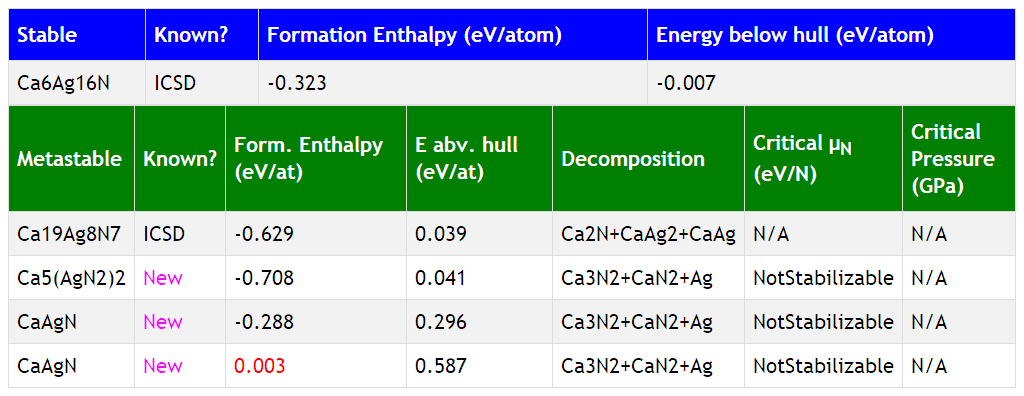 Stable Known? Formation Enthalpy (eV/atom) Energy below hull (eV/atom)
Ca6Ag16N ICSD -0.323 -0.007
Metastable Known? Form. Enthalpy (eV/at) E abv. hull (eV/at) Decomposition Critical μN (eV/N) Critical Pressure (GPa)
Ca19Ag8N7 ICSD -0.629 0.039 Ca2N+CaAg2+CaAg N/A N/A
Ca5(AgN2)2 New -0.708 0.041 Ca3N2+CaN2+Ag NotStabilizable N/A
CaAgN New -0.288 0.296 Ca3N2+CaN2+Ag NotStabilizable N/A
CaAgN New 0.003 0.587 Ca3N2+CaN2+Ag NotStabilizable N/A